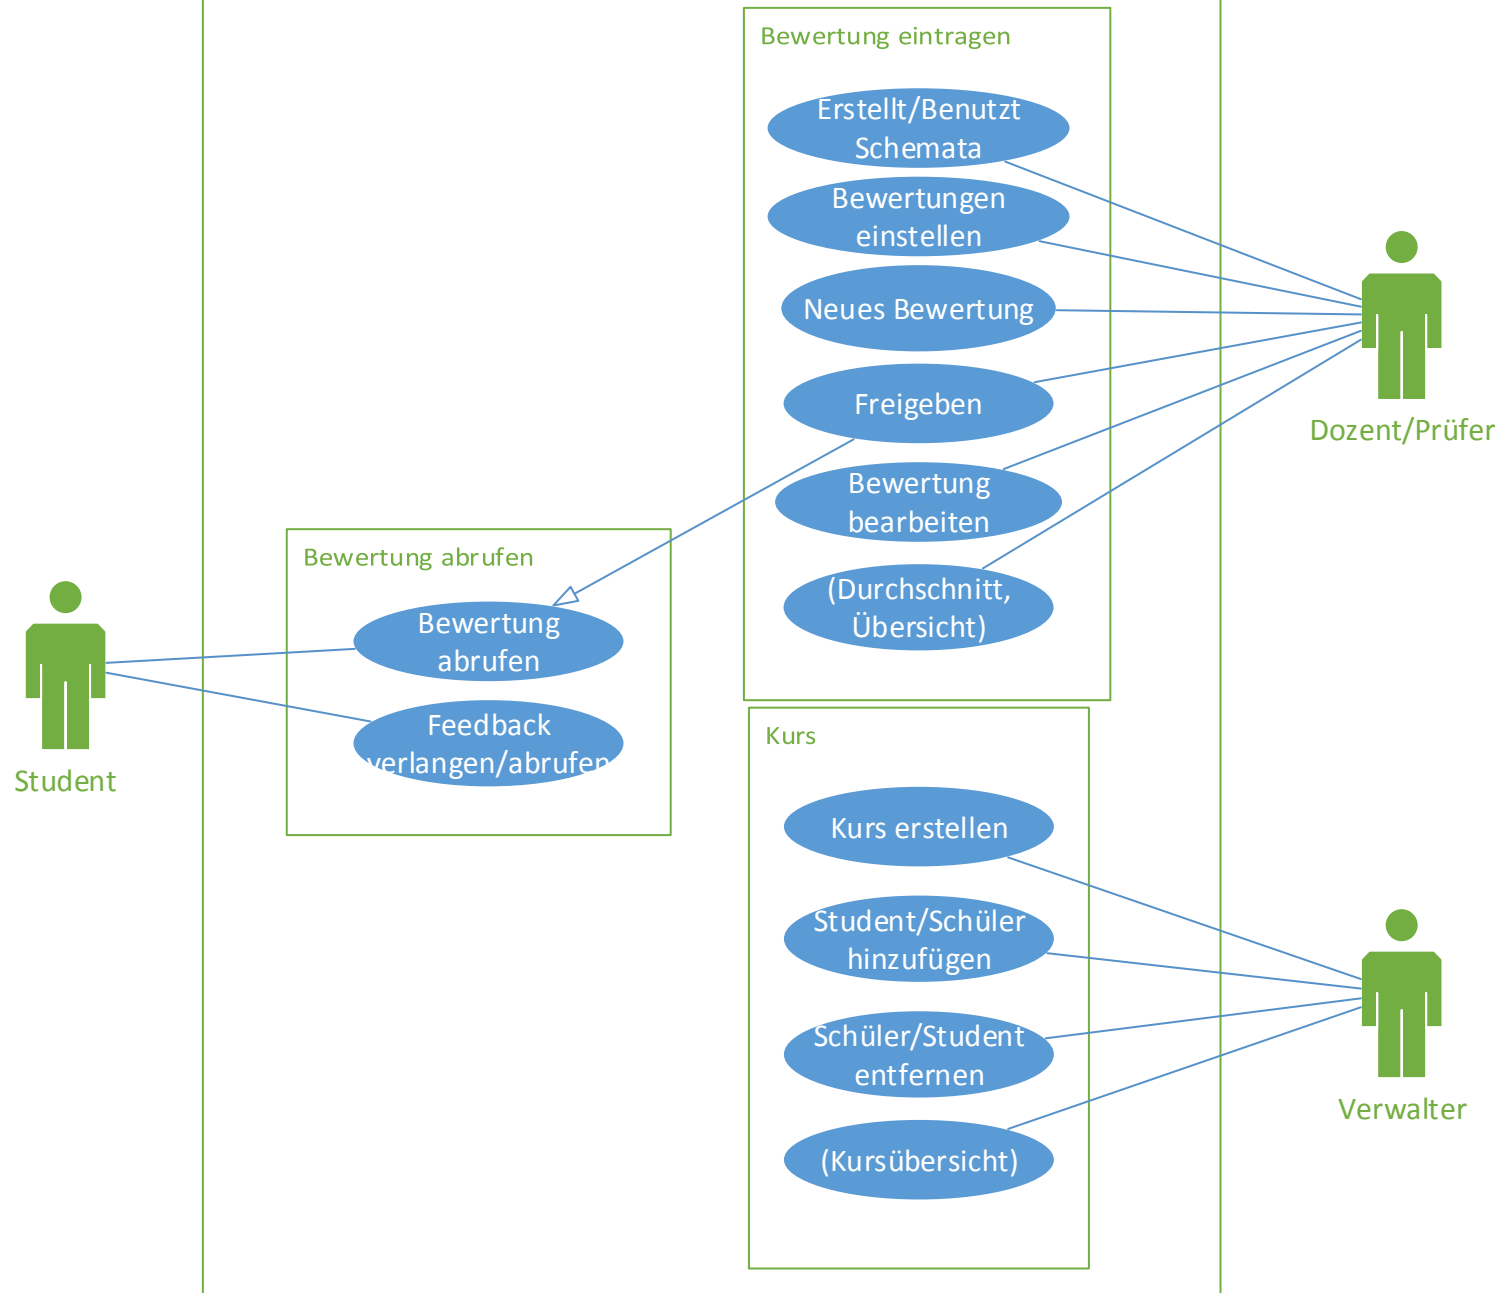 Bewertung eintragen
Erstellt/Benutzt
Schemata
Bewertungen
einstellen
Neues Bewertung
Freigeben
Bewertung
bearbeiten
(Durchschnitt,
Übersicht)
Dozent/Prüfer
Bewertung abrufen
Bewertung
abrufen
Feedback
verlangen/abrufen
Student
Kurs
Kurs erstellen
Student/Schüler
hinzufügen
Schüler/Student
entfernen
(Kursübersicht)
Verwalter